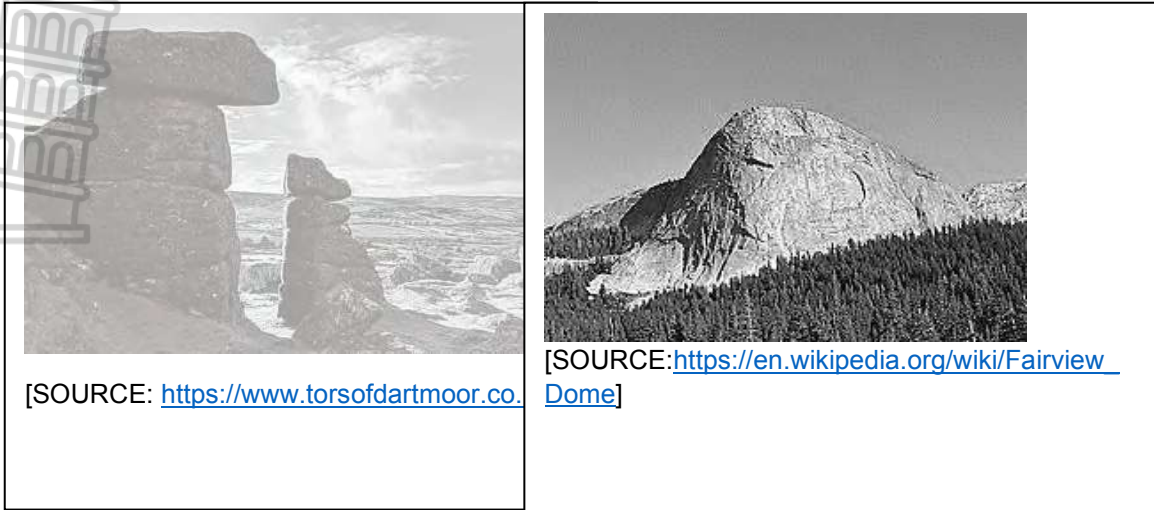 [SOURCE: https://www.torsofdartmoor.co.
[SOURCE:https://en.wikipedia.org/wiki/Fairview_
Dome]